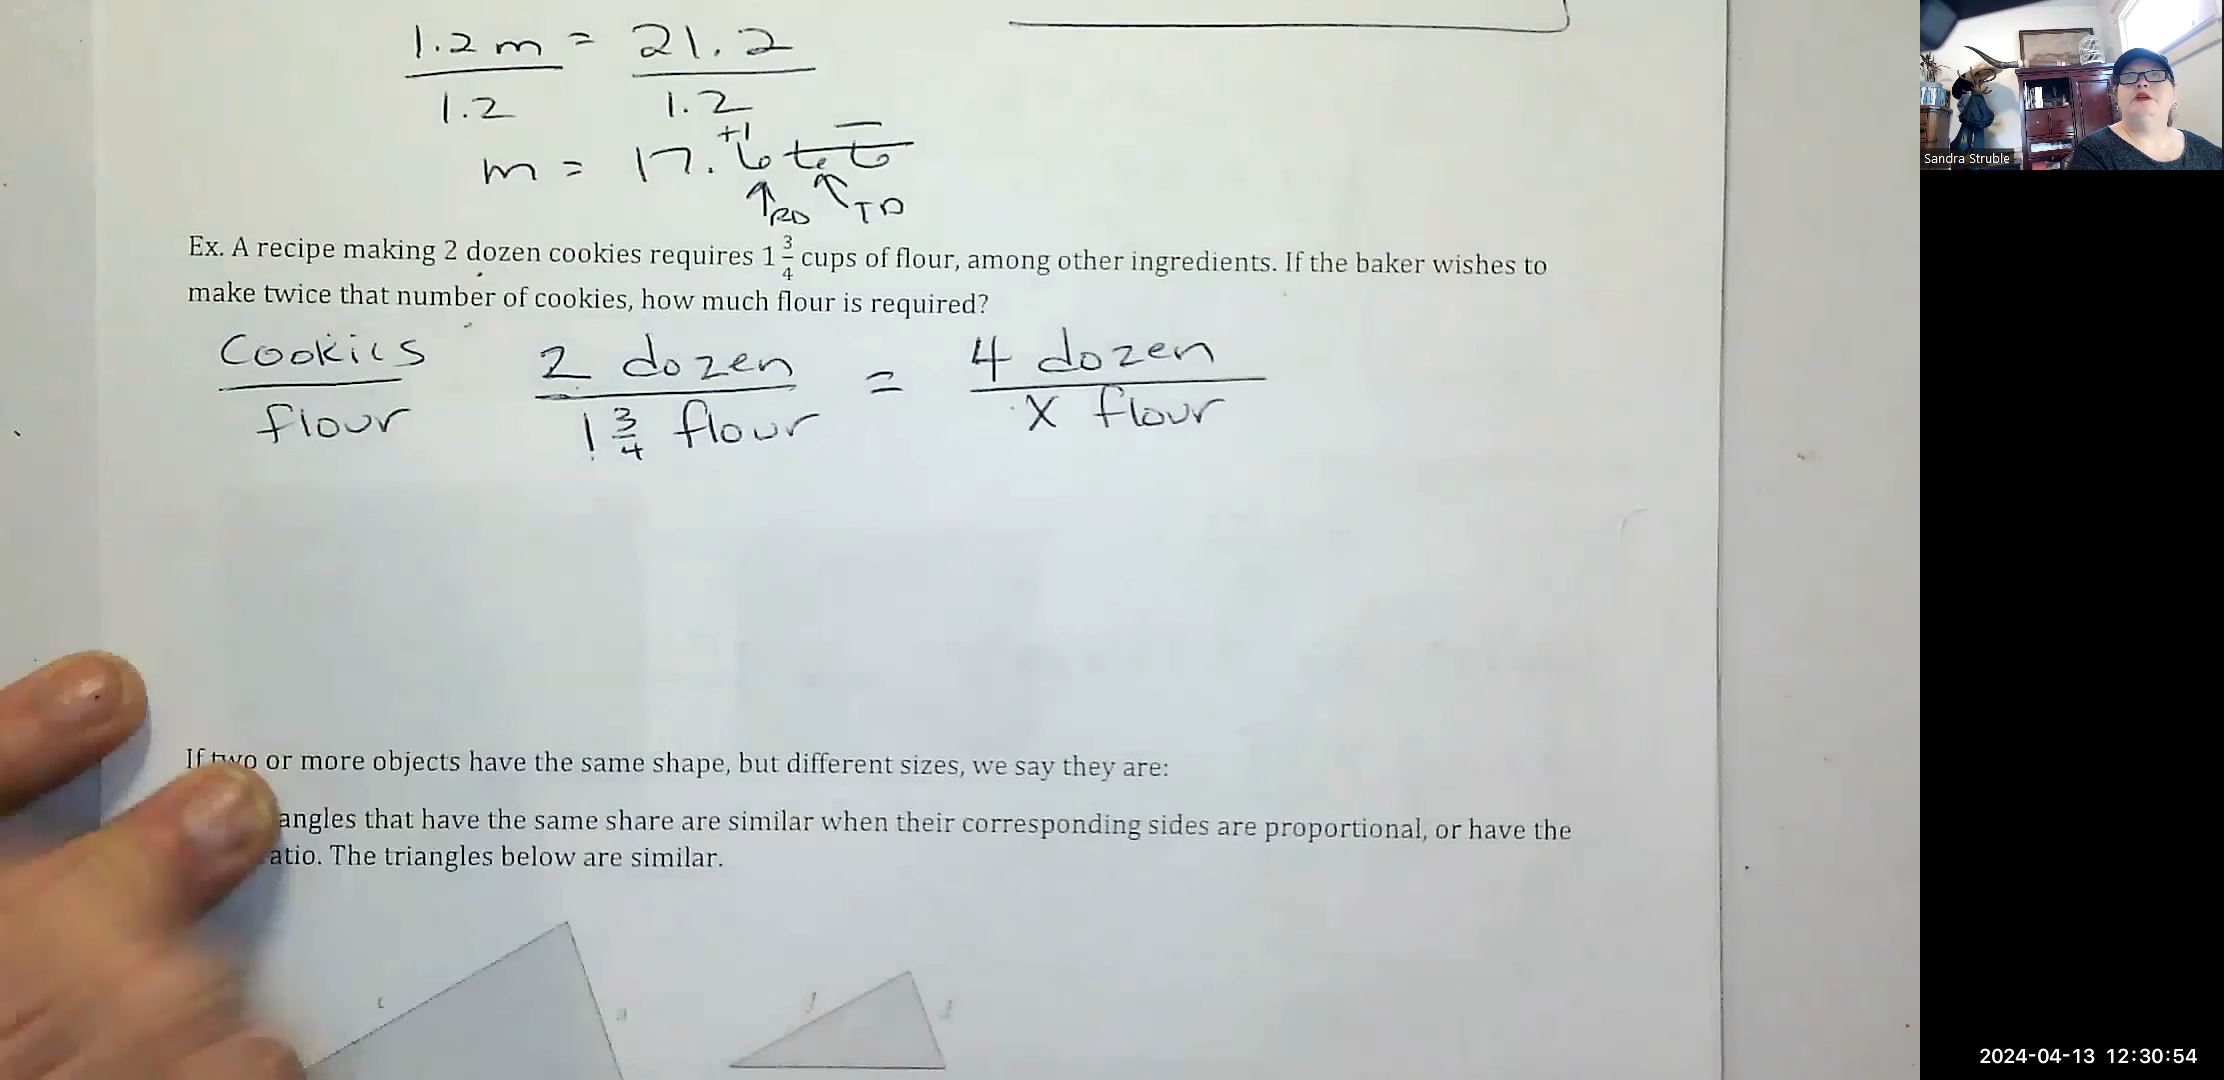 1.2 m = 21.2
1.2 1.2
+1
m = 17.666
RD TD
Ex. A recipe making 2 dozen cookies requires 1 3/4 cups of flour, among other ingredients. If the baker wishes to
make twice that number of cookies, how much flour is required?
Cookies 2 dozen = 4 dozen
flour 1 3/4 flour x flour
If two or more objects have the same shape, but different sizes, we say they are:
angles that have the same share are similar when their corresponding sides are proportional, or have the
atio. The triangles below are similar.
Sandra Struble
2024-04-13 12:30:54